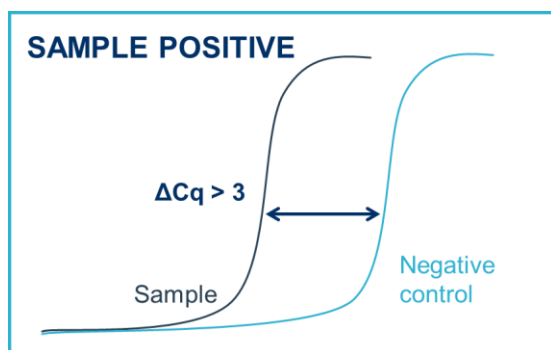 SAMPLE POSITIVE
ΔCq > 3
Sample
Negative
control